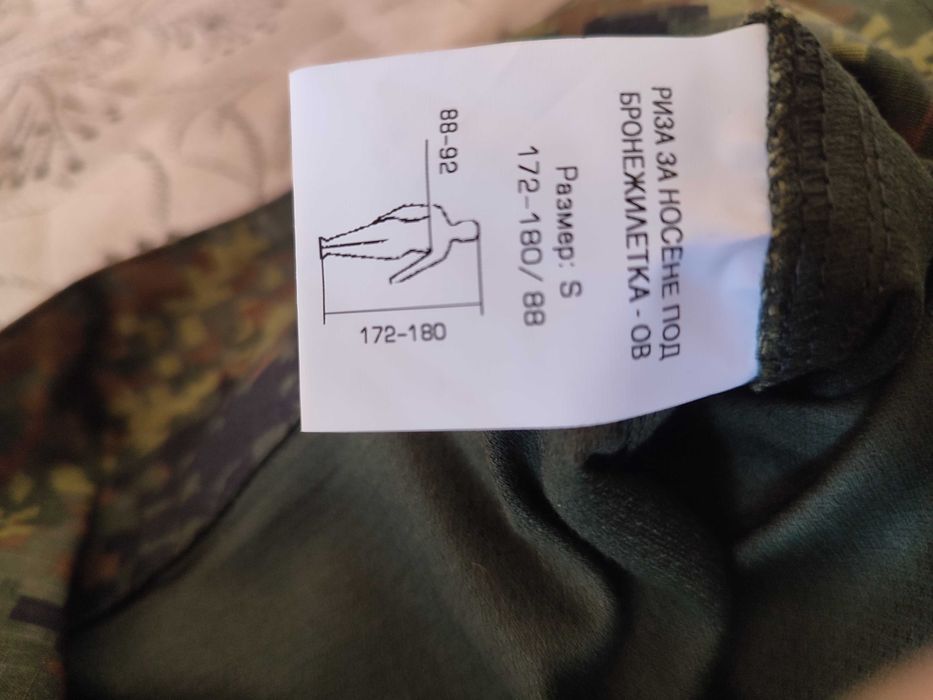 РИЗА ЗА НОСЕНЕ ПОД
БРОНЕЖИЛЕТКА - ОВ
Размер: S
172-180/ 88
88-92
172-180